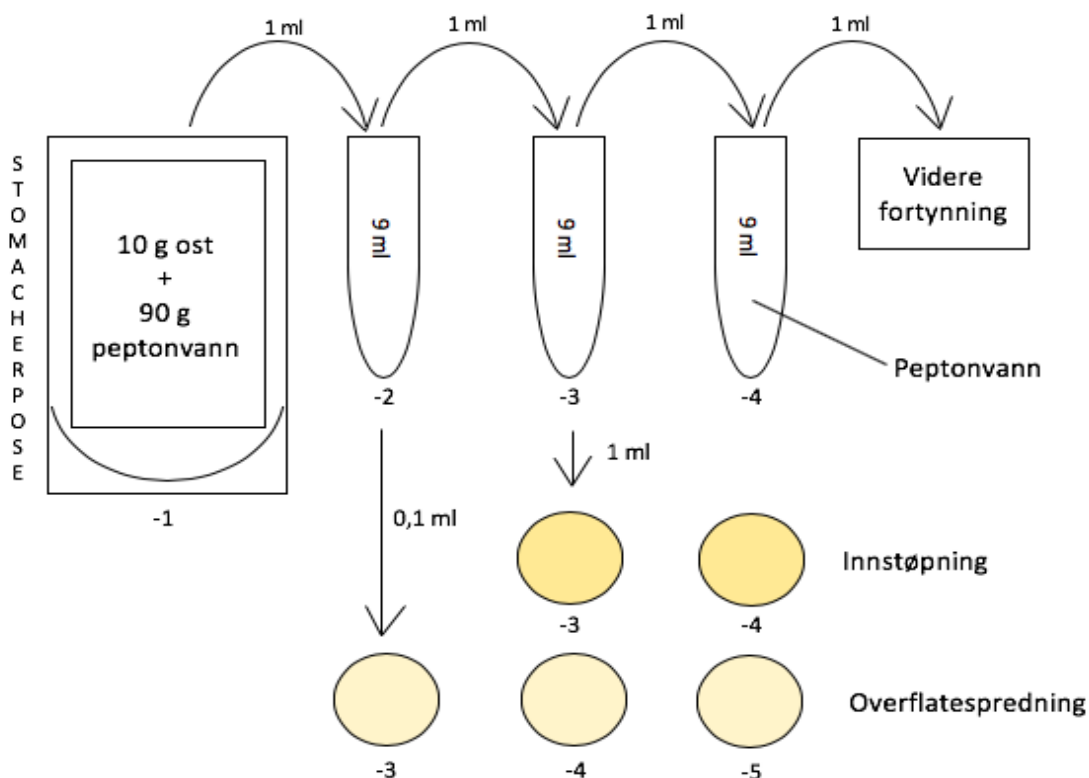 1 ml
1 ml
1 ml
1 ml
STOMACHERPOSE
10 g ost
+
90 g
peptonvann
9 ml
9 ml
9 ml
Videre
fortynning
Peptonvann
-2
-3
-4
-1
1 ml
0,1 ml
Innstøpning
-3
-4
Overflatespredning
-3
-4
-5